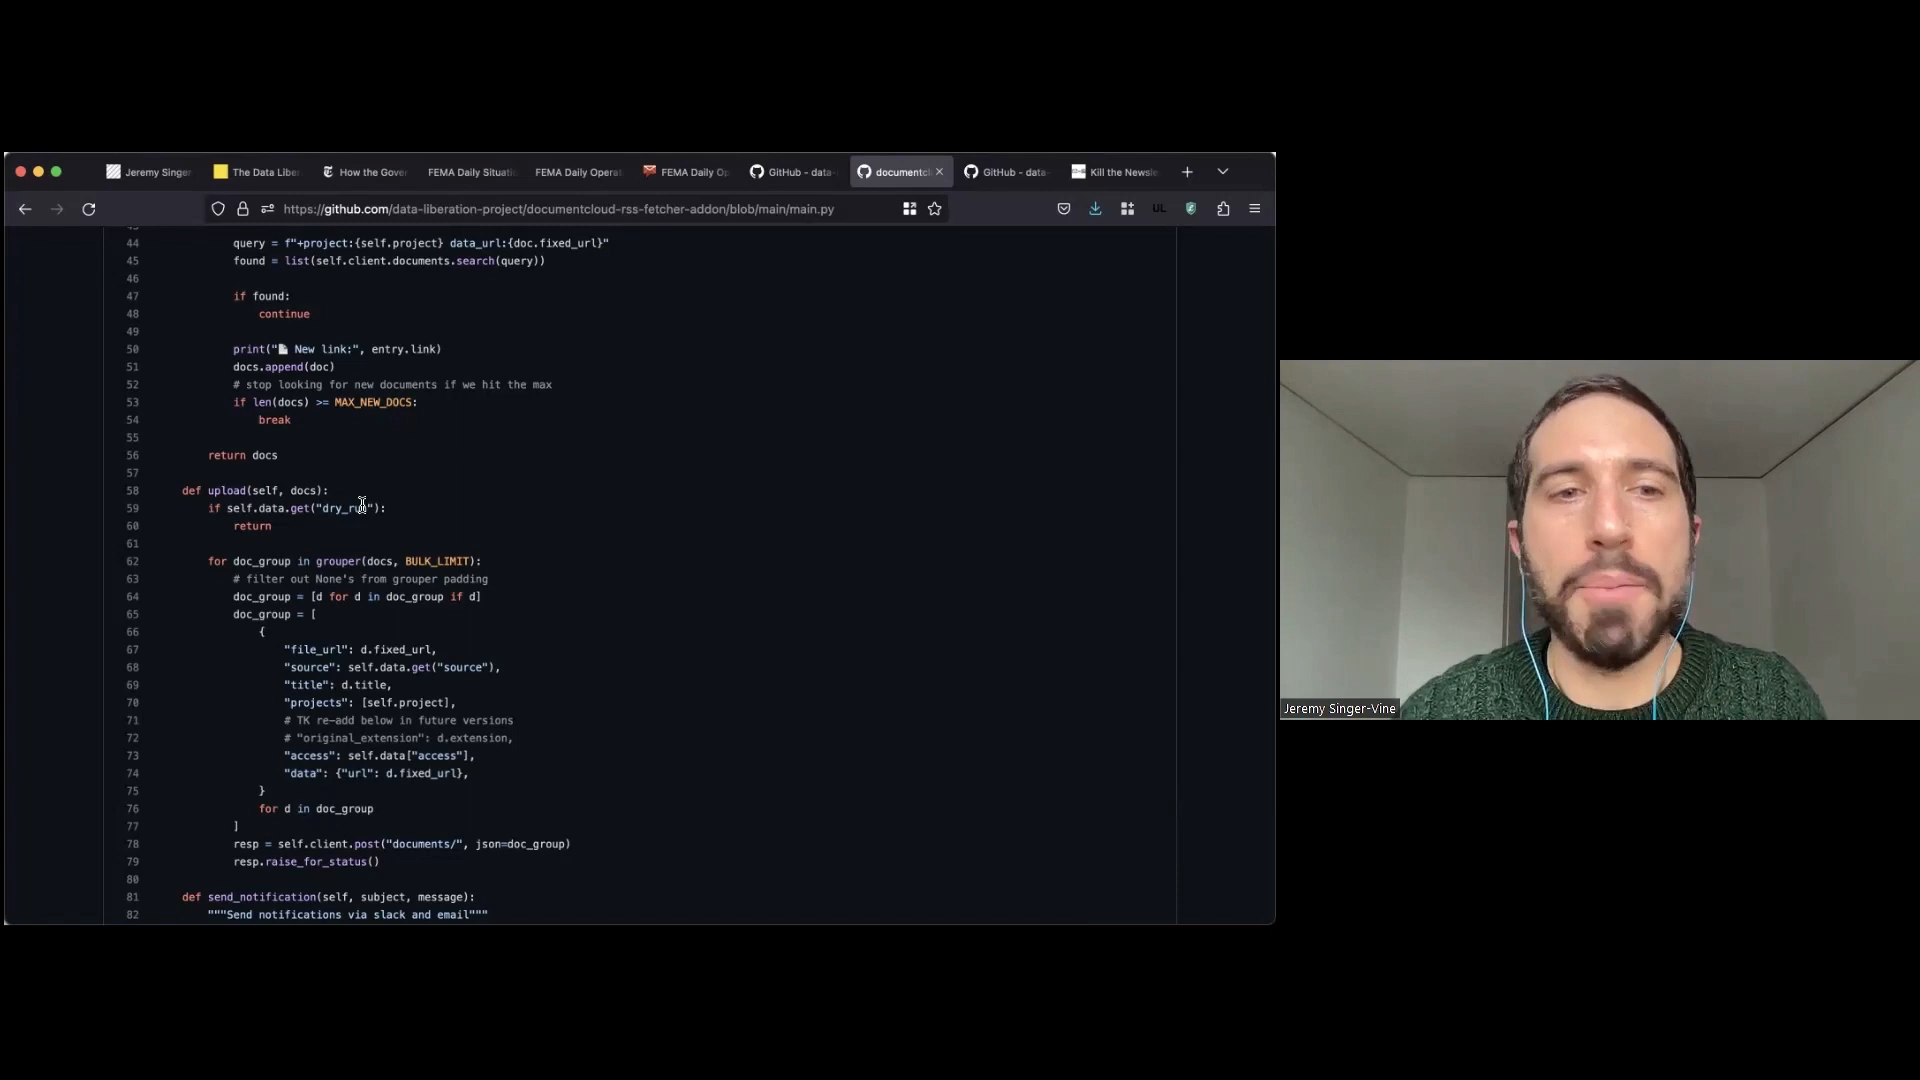 Jeremy Singer
The Data Liber
How the Gover
FEMA Daily Situati
FEMA Daily Operat
FEMA Daily Op
GitHub - data-
documentcl
GitHub - data-
Kill the Newsle
https://github.com/data-liberation-project/documentcloud-rss-fetcher-addon/blob/main/main.py
UL
44 query = f"+project:{self.project} data_url:{doc.fixed_url}"
45 found = list(self.client.documents.search(query))
46
47 if found:
48 continue
49
50 print("📄 New link:", entry.link)
51 docs.append(doc)
52 # stop looking for new documents if we hit the max
53 if len(docs) >= MAX_NEW_DOCS:
54 break
55
56 return docs
57
58 def upload(self, docs):
59 if self.data.get("dry_run"):
60 return
61
62 for doc_group in grouper(docs, BULK_LIMIT):
63 # filter out None's from grouper padding
64 doc_group = [d for d in doc_group if d]
65 doc_group = [
66 {
67 "file_url": d.fixed_url,
68 "source": self.data.get("source"),
69 "title": d.title,
70 "projects": [self.project],
71 # TK re-add below in future versions
72 # "original_extension": d.extension,
73 "access": self.data["access"],
74 "data": {"url": d.fixed_url},
75 }
76 for d in doc_group
77 ]
78 resp = self.client.post("documents/", json=doc_group)
79 resp.raise_for_status()
80
81 def send_notification(self, subject, message):
82 """Send notifications via slack and email"""
Jeremy Singer-Vine